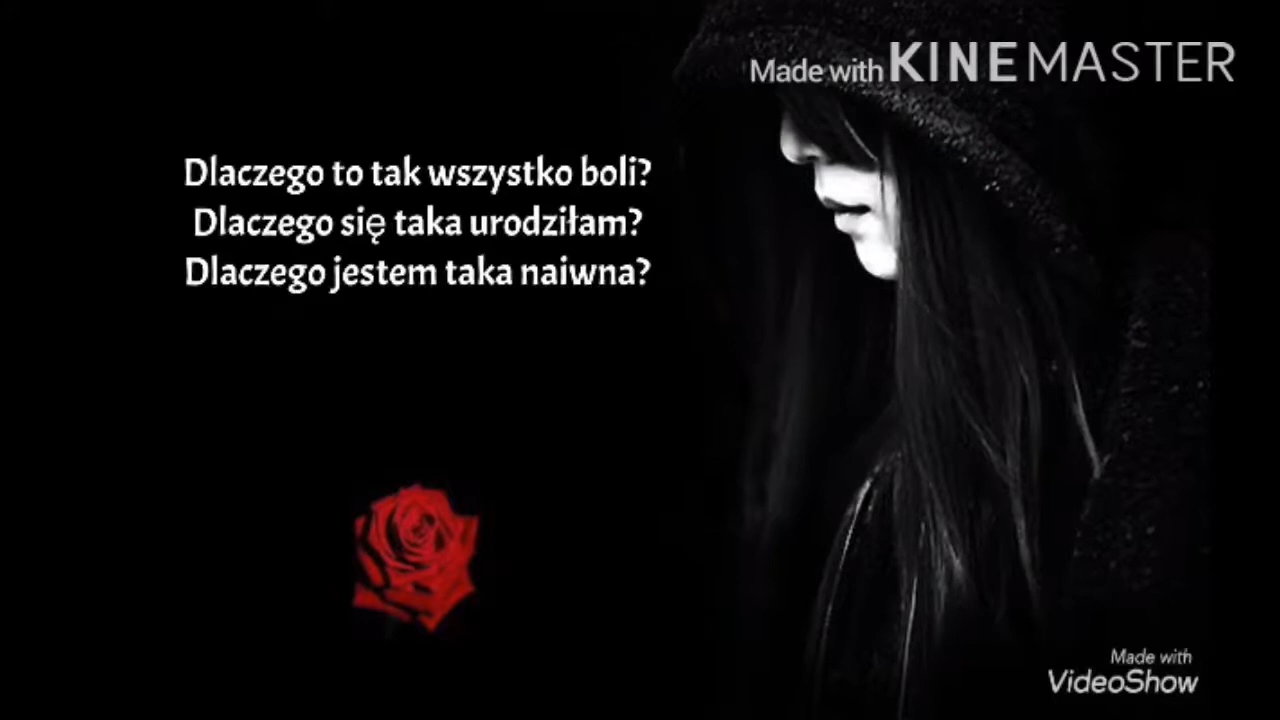 Made with KINEMASTER
Dlaczego to tak wszystko boli?
Dlaczego się taka urodziłam?
Dlaczego jestem taka naiwna?
Made with
VideoShow